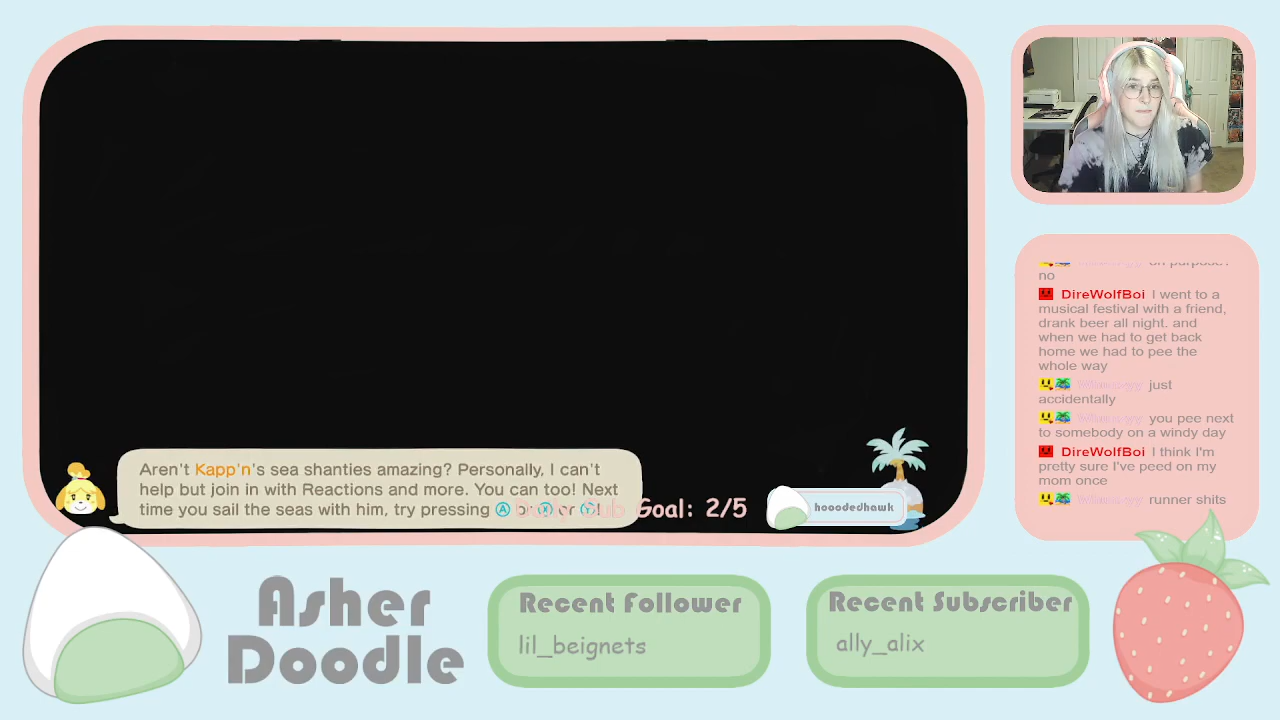 Aren't Kapp'n's sea shanties amazing? Personally, I can't
help but join in with Reactions and more. You can too! Next
time you sail the seas with him, try pressing A or X or
Goal: 2/5
hooodedhawk
no
DireWolfBoi I went to a
musical festival with a friend,
drank beer all night. and
when we had to get back
home we had to pee the
whole way
just
accidentally
you pee next
to somebody on a windy day
DireWolfBoi I think I'm
pretty sure I've peed on my
mom once
runner shits
Asher
Doodle
Recent Follower
lil_beignets
Recent Subscriber
ally_alix